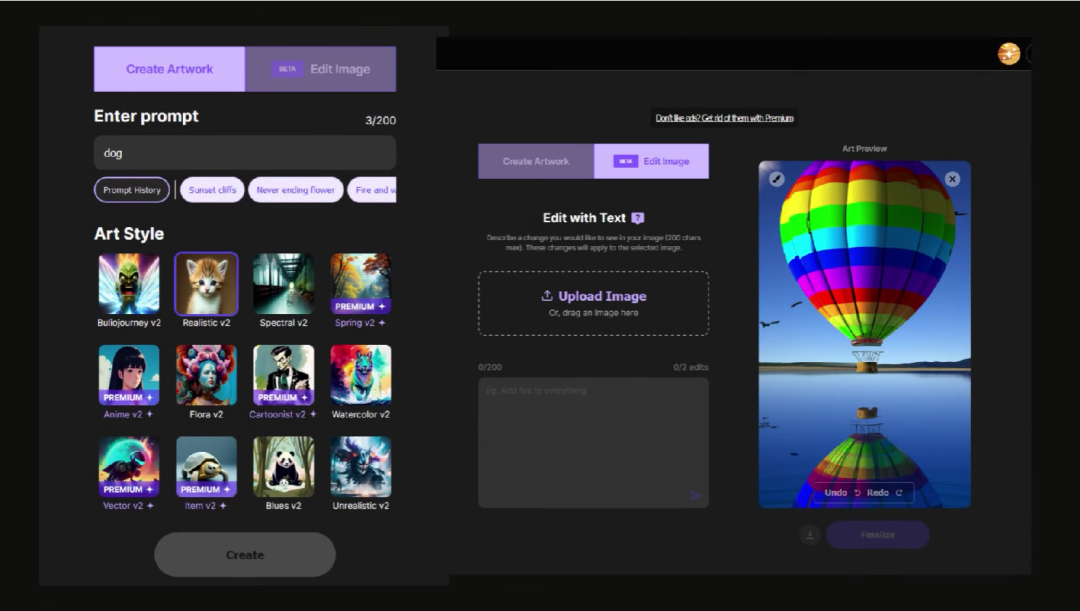 Create Artwork
BETA Edit Image
Enter prompt
3/200
dog
Prompt History
Sunset cliffs
Never ending flower
Fire and w
Art Style
Buliojourney v2
Realistic v2
Spectral v2
PREMIUM
Spring v2
PREMIUM
Anime v2
Flora v2
PREMIUM
Cartoonist v2
Watercolor v2
PREMIUM
Vector v2
PREMIUM
Item v2
Blues v2
Unrealistic v2
Create
Don't like ads? Get rid of them with Premium
Create Artwork
BETA Edit Image
Edit with Text ?
Describe a change you would like to see in your image (200 chars
max). These changes will apply to the selected image.
Upload Image
Or, drag an image here
0/200
0/2 edits
Eg. Add fire to everything
Art Preview
Undo
Redo
Finalize